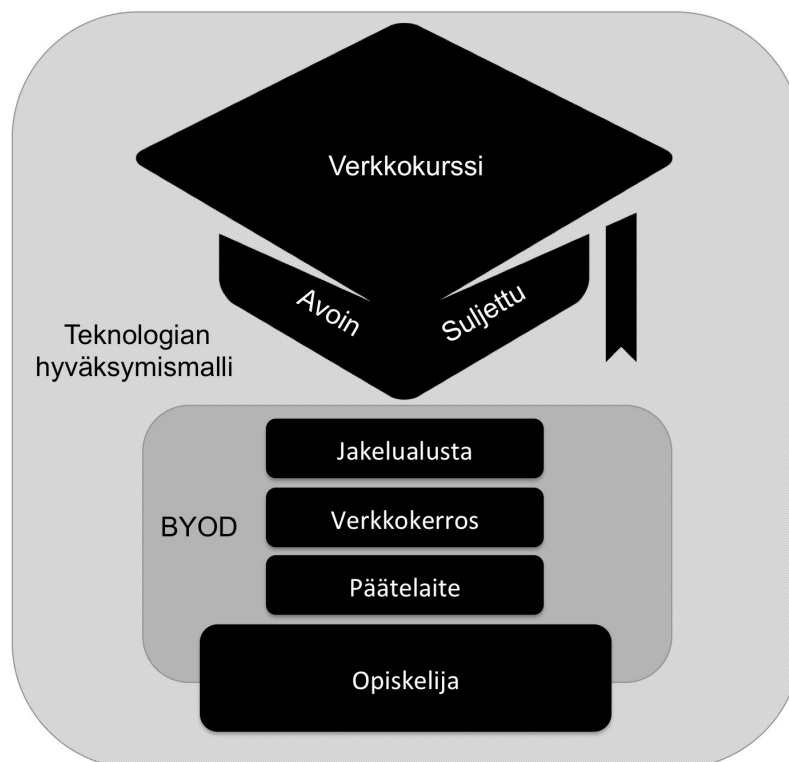 Verkkokurssi
Avoin
Suljettu
Teknologian
hyväksymismalli
Jakelualusta
BYOD
Verkkokerros
Päätelaite
Opiskelija